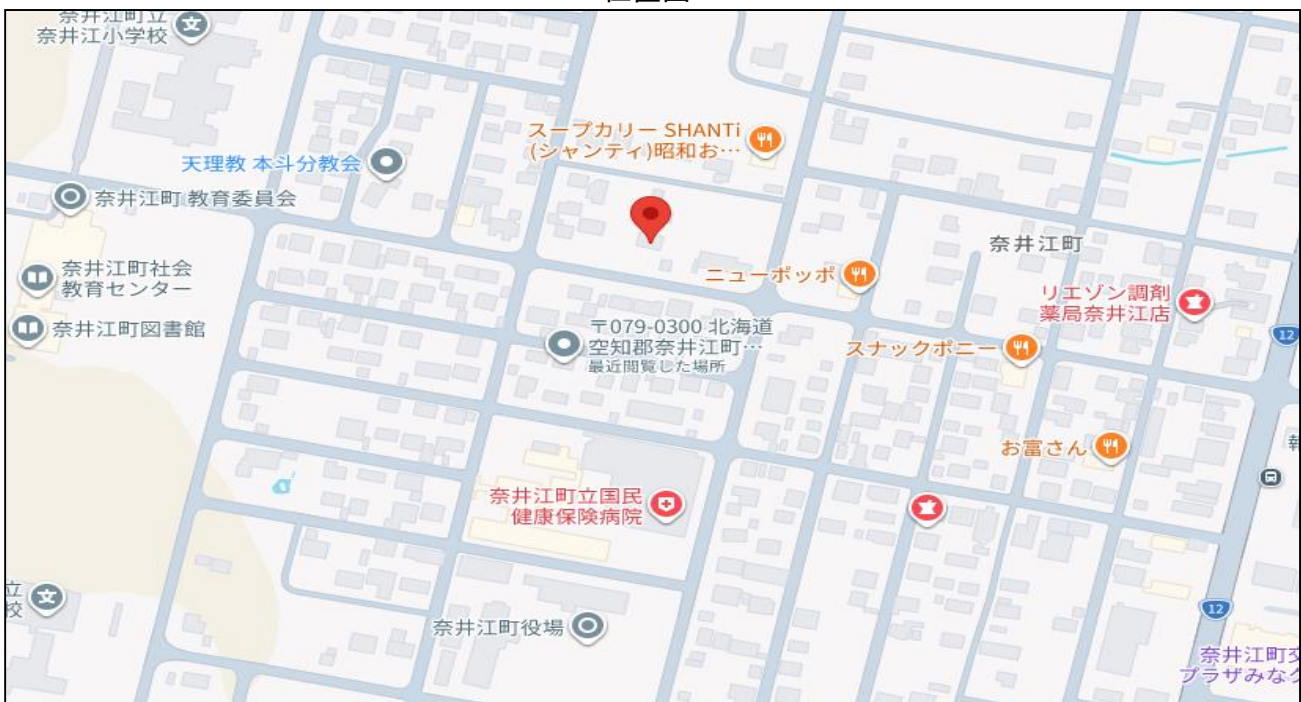 奈井江町立
奈井江小学校
スープカリー SHANTi
(シャンティ)昭和お…
天理教 本斗分教会
奈井江町 教育委員会
奈井江町
奈井江町社会
教育センター
ニューポッポ
リエゾン調剤
薬局奈井江店
奈井江町図書館
〒079-0300 北海道
空知郡奈井江町…
最近閲覧した場所
スナックポニー
12
お富さん
奈井江町立国民
健康保険病院
立
校
12
奈井江町役場
奈井江町交
プラザみなク